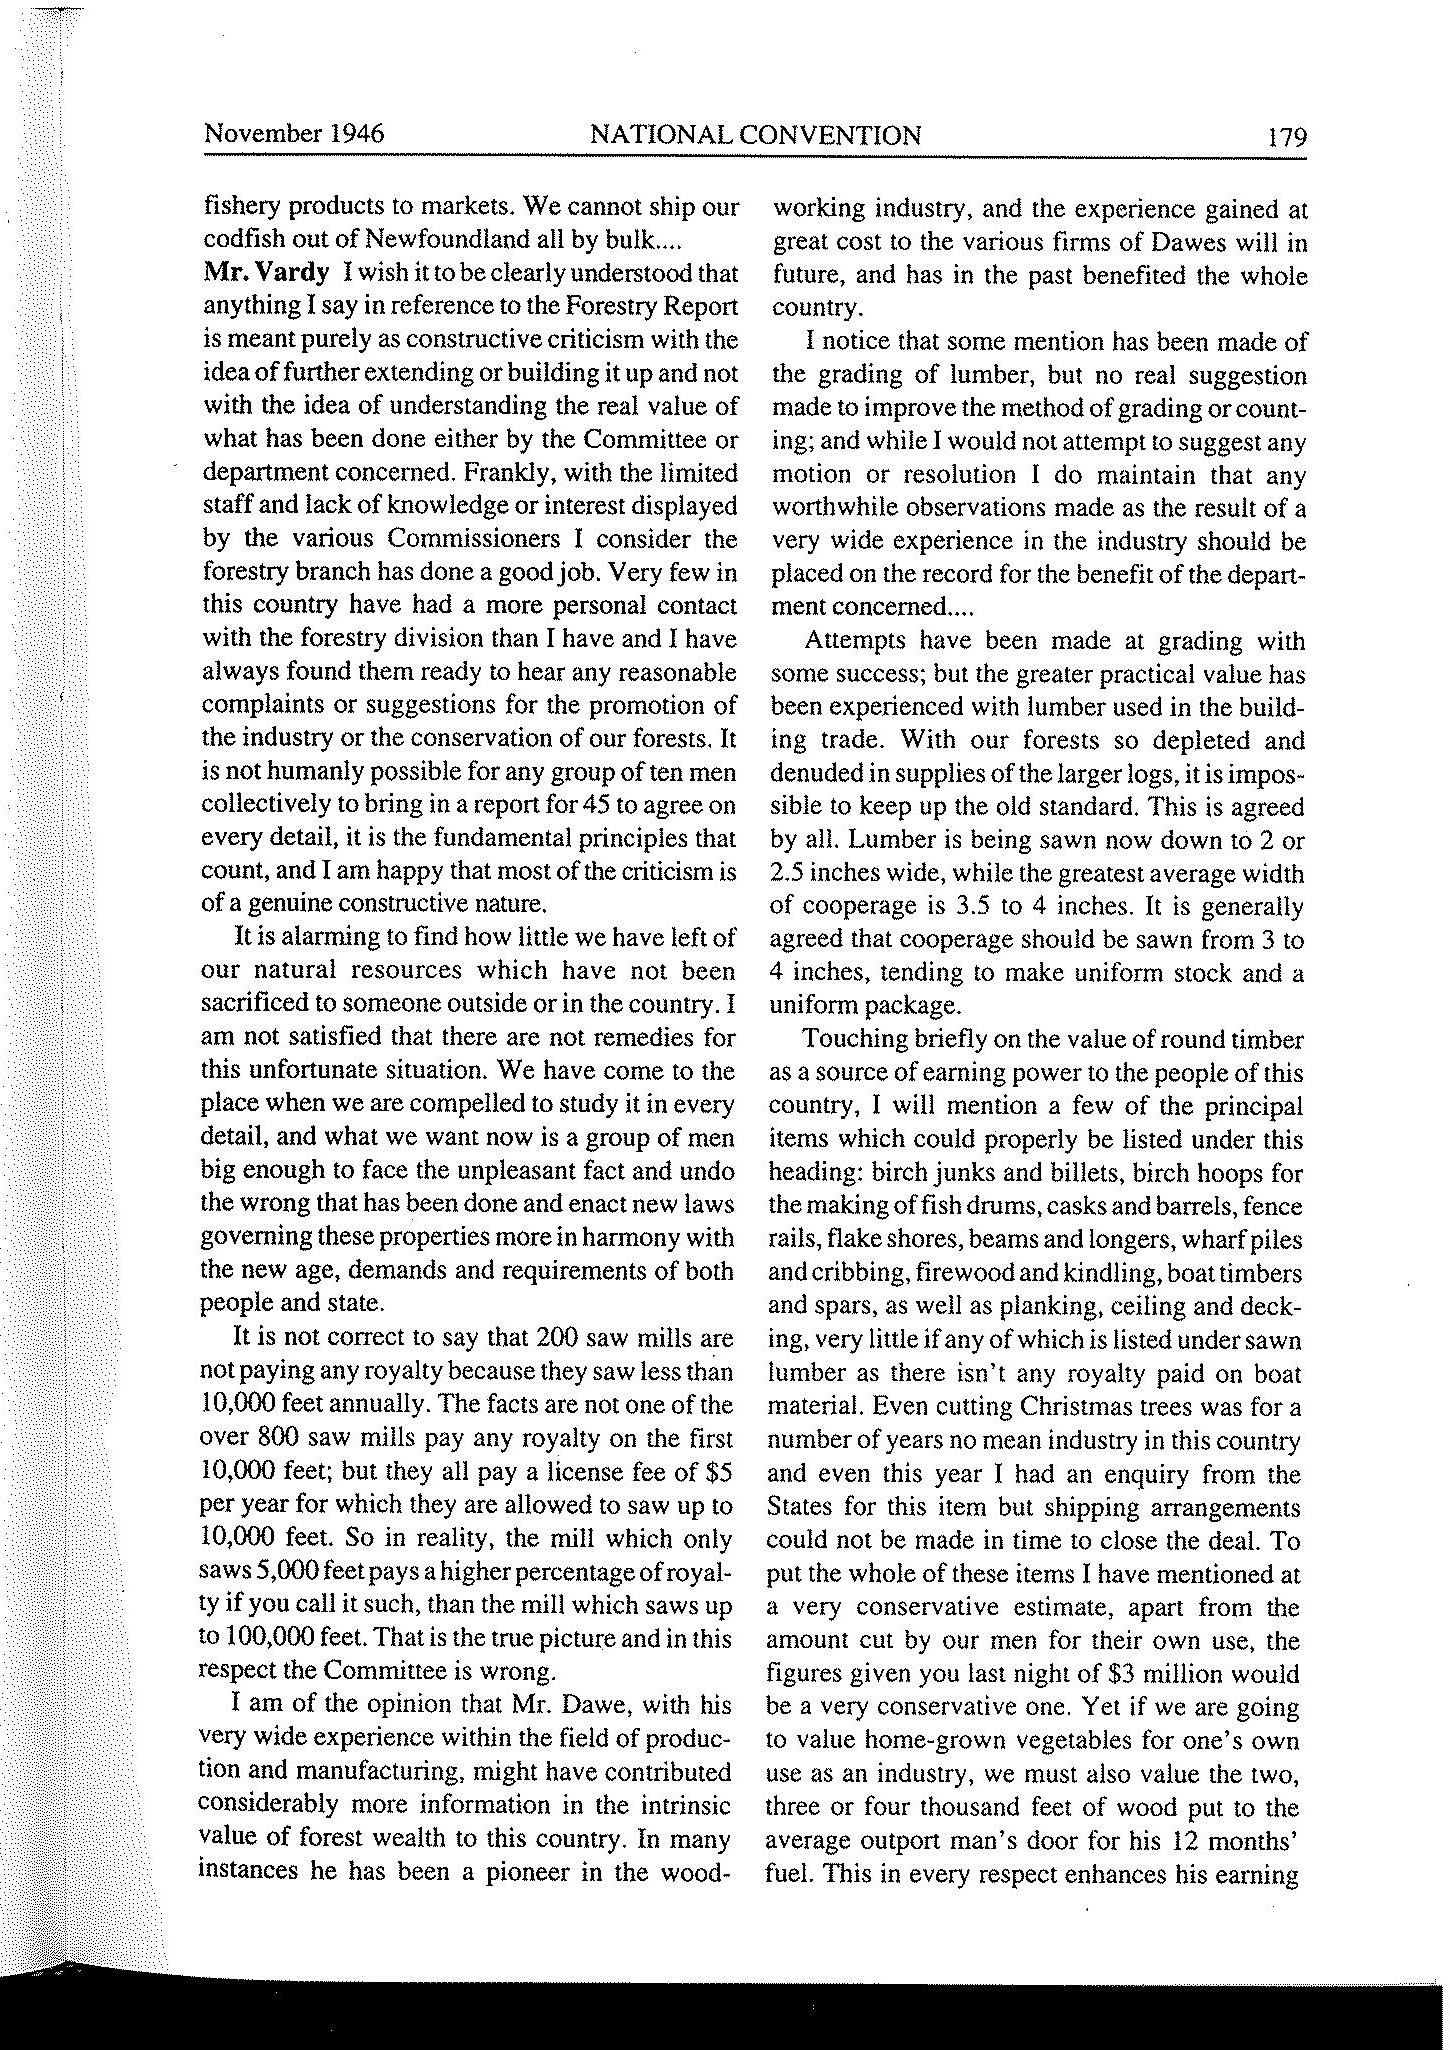 November 1946
NATIONAL CONVENTION
179
fishery products to markets. We cannot ship our
codfish out of Newfoundland all by bulk....
Mr. Vardy I wish it to be clearly understood that
anything I say in reference to the Forestry Report
is meant purely as constructive criticism with the
idea of further extending or building it up and not
with the idea of understanding the real value of
what has been done either by the Committee or
department concerned. Frankly, with the limited
staff and lack of knowledge or interest displayed
by the various Commissioners I consider the
forestry branch has done a good job. Very few in
this country have had a more personal contact
with the forestry division than I have and I have
always found them ready to hear any reasonable
complaints or suggestions for the promotion of
the industry or the conservation of our forests. It
is not humanly possible for any group of ten men
collectively to bring in a report for 45 to agree on
every detail, it is the fundamental principles that
count, and I am happy that most of the criticism is
of a genuine constructive nature.
It is alarming to find how little we have left of
our natural resources which have not been
sacrificed to someone outside or in the country. I
am not satisfied that there are not remedies for
this unfortunate situation. We have come to the
place when we are compelled to study it in every
detail, and what we want now is a group of men
big enough to face the unpleasant fact and undo
the wrong that has been done and enact new laws
governing these properties more in harmony with
the new age, demands and requirements of both
people and state.
It is not correct to say that 200 saw mills are
not paying any royalty because they saw less than
10,000 feet annually. The facts are not one of the
over 800 saw mills pay any royalty on the first
10,000 feet; but they all pay a license fee of $5
per year for which they are allowed to saw up to
10,000 feet. So in reality, the mill which only
saws 5,000 feet pays a higher percentage of royal-
ty if you call it such, than the mill which saws up
to 100,000 feet. That is the true picture and in this
respect the Committee is wrong.
I am of the opinion that Mr. Dawe, with his
very wide experience within the field of produc-
tion and manufacturing, might have contributed
considerably more information in the intrinsic
value of forest wealth to this country. In many
instances he has been a pioneer in the wood-
working industry, and the experience gained at
great cost to the various firms of Dawes will in
future, and has in the past benefited the whole
country.
I notice that some mention has been made of
the grading of lumber, but no real suggestion
made to improve the method of grading or count-
ing; and while I would not attempt to suggest any
motion or resolution I do maintain that any
worthwhile observations made as the result of a
very wide experience in the industry should be
placed on the record for the benefit of the depart-
ment concerned....
Attempts have been made at grading with
some success; but the greater practical value has
been experienced with lumber used in the build-
ing trade. With our forests so depleted and
denuded in supplies of the larger logs, it is impos-
sible to keep up the old standard. This is agreed
by all. Lumber is being sawn now down to 2 or
2.5 inches wide, while the greatest average width
of cooperage is 3.5 to 4 inches. It is generally
agreed that cooperage should be sawn from 3 to
4 inches, tending to make uniform stock and a
uniform package.
Touching briefly on the value of round timber
as a source of earning power to the people of this
country, I will mention a few of the principal
items which could properly be listed under this
heading: birch junks and billets, birch hoops for
the making of fish drums, casks and barrels, fence
rails, flake shores, beams and longers, wharf piles
and cribbing, firewood and kindling, boat timbers
and spars, as well as planking, ceiling and deck-
ing, very little if any of which is listed under sawn
lumber as there isn't any royalty paid on boat
material. Even cutting Christmas trees was for a
number of years no mean industry in this country
and even this year I had an enquiry from the
States for this item but shipping arrangements
could not be made in time to close the deal. To
put the whole of these items I have mentioned at
a very conservative estimate, apart from the
amount cut by our men for their own use, the
figures given you last night of $3 million would
be a very conservative one. Yet if we are going
to value home-grown vegetables for one's own
use as an industry, we must also value the two,
three or four thousand feet of wood put to the
average outport man's door for his 12 months'
fuel. This in every respect enhances his earning